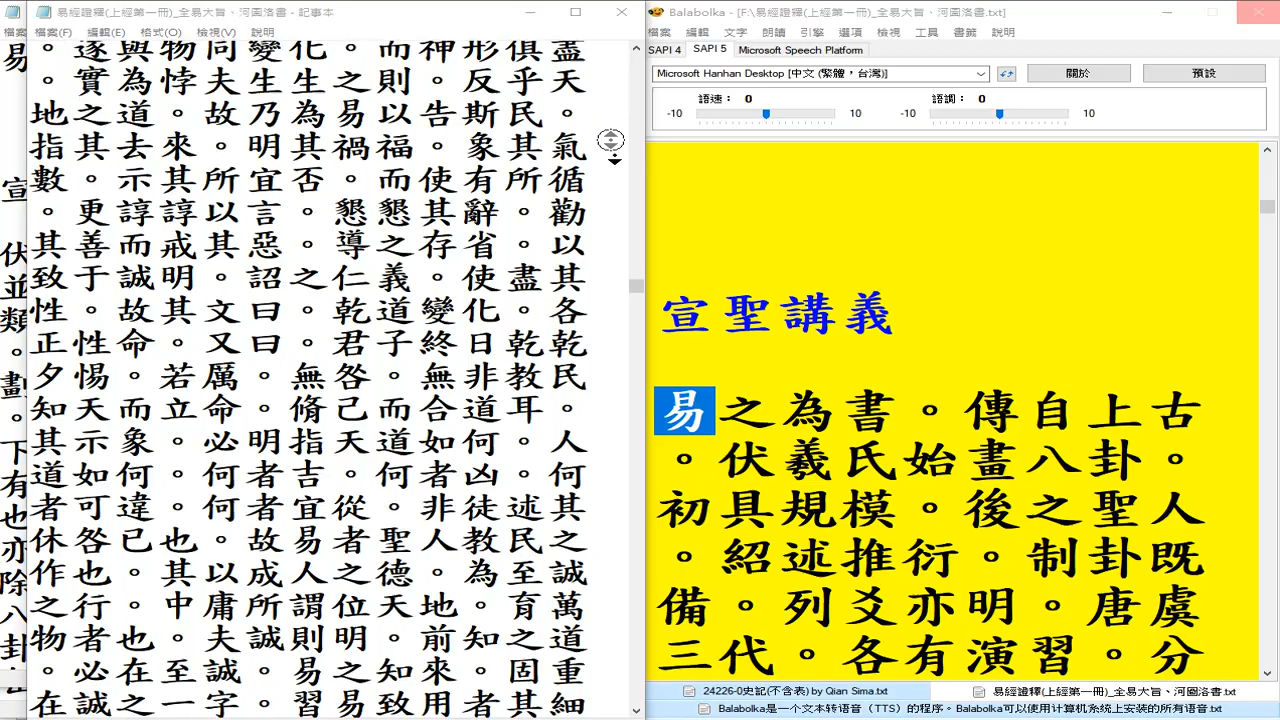 易經證釋(上經第一冊)_全易大旨、河圖洛書 - 記事本
檔案(F) 編輯(E) 格式(O) 檢視(V) 說明
。遂與物同變化。而神形俱盡
。實為悖夫生生之則。反乎天
地之道。故乃為易以告斯民。
指其去來。明其禍福。象其氣
數。示其所宜否。而使有所循
。更諄諄以言。懇懇其辭。勸
其善而戒其惡。導之存省。以
致于誠明。詔之仁義。使盡其
性。故其文曰。乾道變化。各
正性命。又曰。君子終日乾乾
夕惕。若厲。無咎。無非教民
知天而立命。脩己而合道耳。
其示象。必明指天道如何。人
道如何。何者吉。何者凶。何
者可違。何者宜從。非徒述其
休咎已也。故易者聖人教民之
作也。其以成人之德。為至誠
之行。中庸所謂位天地。育萬
物者也。夫誠則明。前知之道
。必在至誠。易之知來。固重
在誠之一字。習易致用者其細
Balabolka - [F:\易經證釋(上經第一冊)_全易大旨、河圖洛書.txt]
檔案 編輯 文字 朗讀 引擎 選項 檢視 工具 書籤 說明
SAPI 4 SAPI 5 Microsoft Speech Platform
Microsoft Hanhan Desktop [中文 (繁體，台灣)] 關於 預設
語速： 0 語調： 0
-10 10 -10 10
宣聖講義
易之為書。傳自上古
。伏羲氏始畫八卦。
初具規模。後之聖人
。紹述推衍。制卦既
備。列爻亦明。唐虞
三代。各有演習。分
24226-0史記(不含表) by Qian Sima.txt 易經證釋(上經第一冊)_全易大旨、河圖洛書.txt
Balabolka是一个文本转语音（TTS）的程序。Balabolka可以使用计算机系统上安装的所有语音.txt